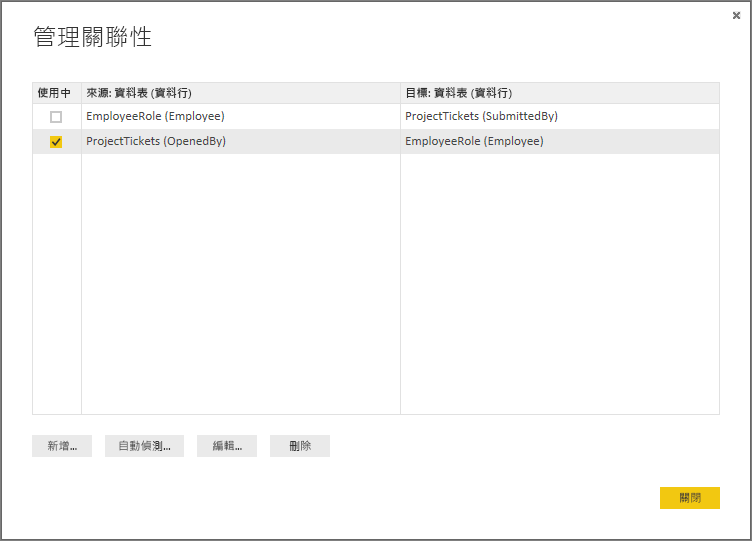 管理關聯性
使用中 來源: 資料表 (資料行) 目標: 資料表 (資料行)
EmployeeRole (Employee) ProjectTickets (SubmittedBy)
ProjectTickets (OpenedBy) EmployeeRole (Employee)
新增... 自動偵測... 編輯... 刪除
關閉